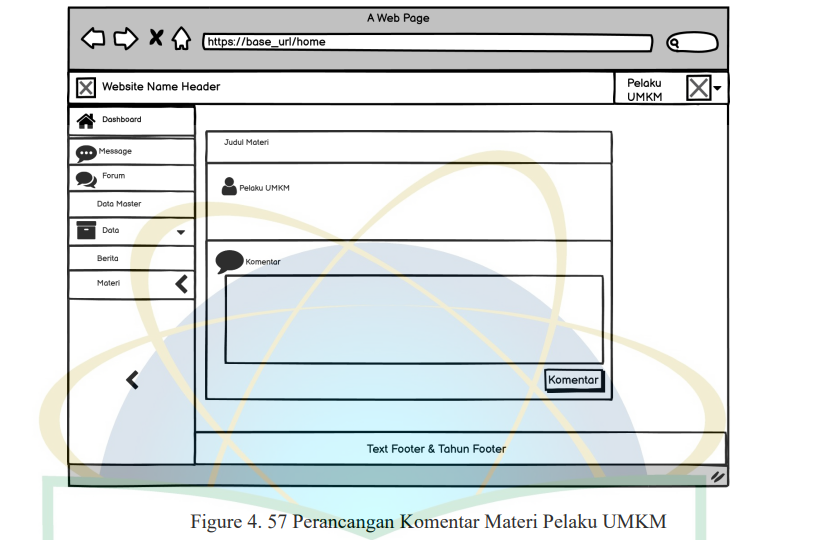 A Web Page
https://base_url/home
Website Name Header
Pelaku
UMKM
Dashboard
Message
Forum
Data Master
Data
Berita
Materi
Judul Materi
Pelaku UMKM
Komentar
Komentar
Text Footer & Tahun Footer
Figure 4. 57 Perancangan Komentar Materi Pelaku UMKM